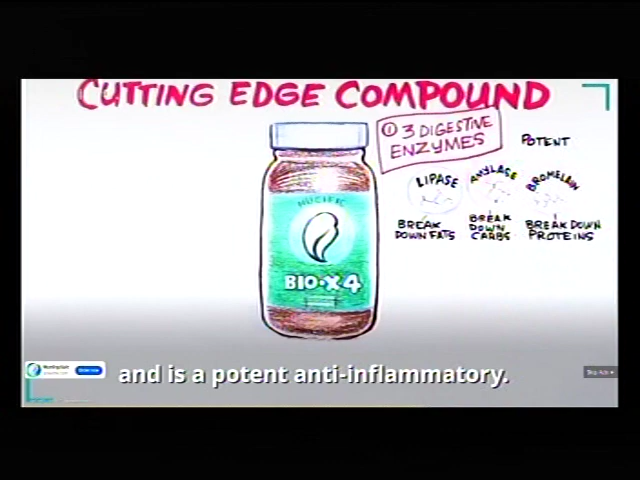 CUTTING EDGE COMPOUND
① 3 DIGESTIVE
ENZYMES
POTENT
LIPASE
AMYLASE
BROMELAIN
BREAK
DOWN FATS
BREAK
DOWN
CARBS
BREAK DOWN
PROTEINS
NUCIFIC
BIO·X4
and is a potent anti-inflammatory.